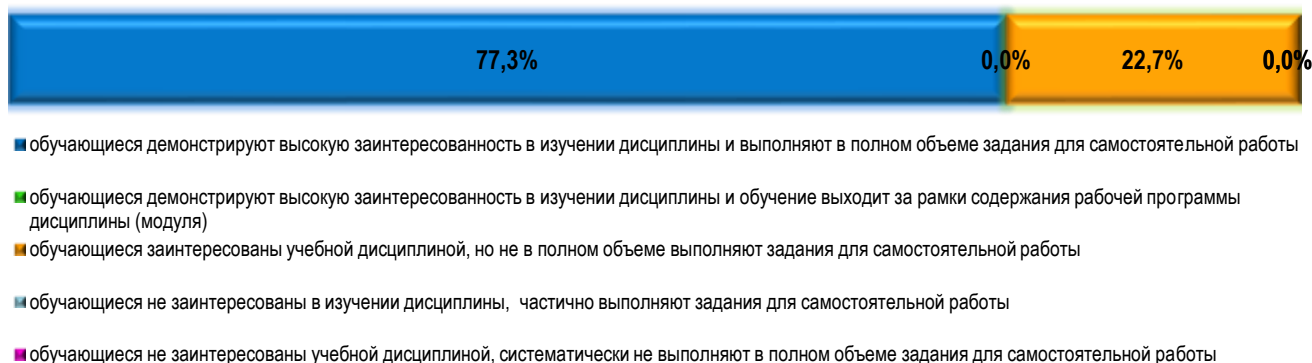 77,3% 0,0% 22,7% 0,0%
обучающиеся демонстрируют высокую заинтересованность в изучении дисциплины и выполняют в полном объеме задания для самостоятельной работы
обучающиеся демонстрируют высокую заинтересованность в изучении дисциплины и обучение выходит за рамки содержания рабочей программы
дисциплины (модуля)
обучающиеся заинтересованы учебной дисциплиной, но не в полном объеме выполняют задания для самостоятельной работы
обучающиеся не заинтересованы в изучении дисциплины, частично выполняют задания для самостоятельной работы
обучающиеся не заинтересованы учебной дисциплиной, систематически не выполняют в полном объеме задания для самостоятельной работы